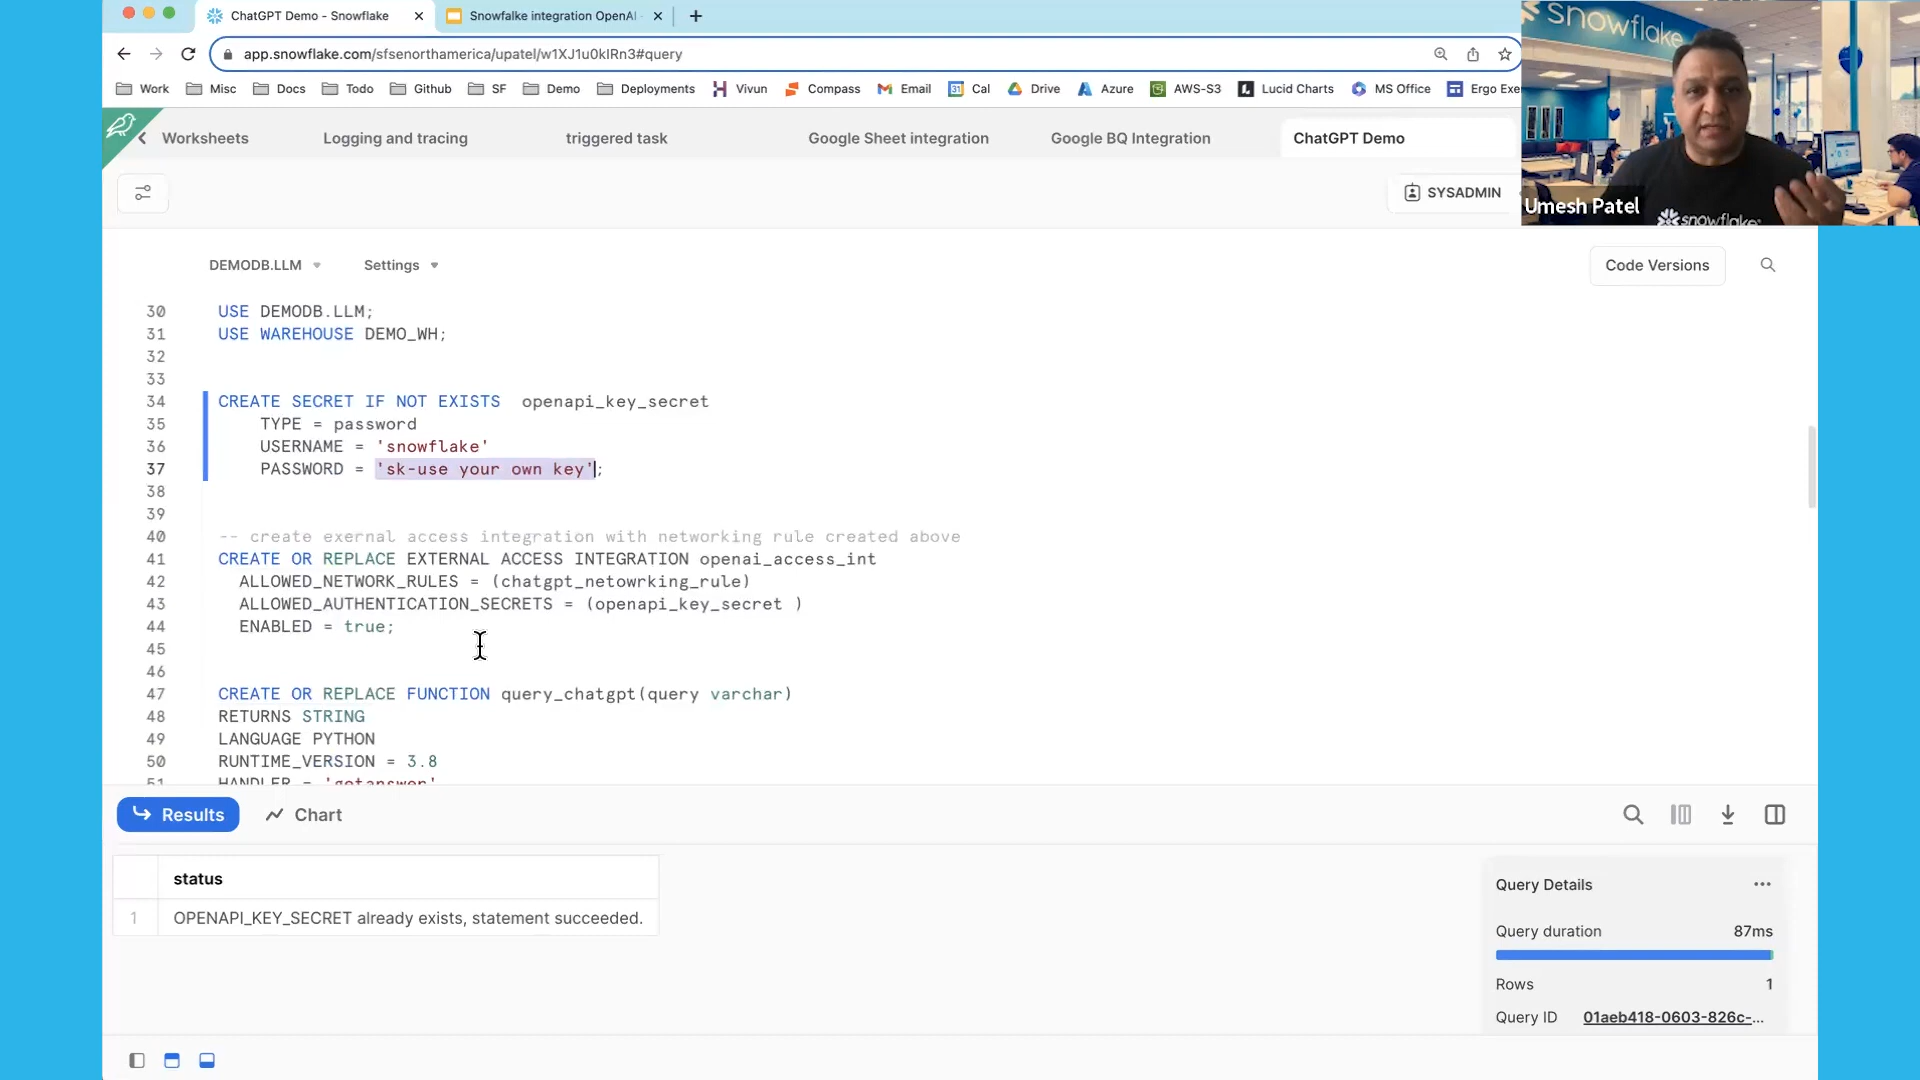 ChatGPT Demo - Snowflake
Snowfalke integration OpenAI
app.snowflake.com/sfsenorthamerica/upatel/w1XJ1u0klRn3#query
Work
Misc
Docs
Todo
Github
SF
Demo
Deployments
Vivun
Compass
Email
Cal
Drive
Azure
AWS-S3
Lucid Charts
MS Office
Ergo Exe
snowflake
Umesh Patel
snowflake
Worksheets
Logging and tracing
triggered task
Google Sheet integration
Google BQ Integration
ChatGPT Demo
SYSADMIN
DEMODB.LLM
Settings
Code Versions
30 USE DEMODB.LLM;
31 USE WAREHOUSE DEMO_WH;
32
33
34 CREATE SECRET IF NOT EXISTS openapi_key_secret
35 TYPE = password
36 USERNAME = 'snowflake'
37 PASSWORD = 'sk-use your own key';
38
39
40 -- create exernal access integration with networking rule created above
41 CREATE OR REPLACE EXTERNAL ACCESS INTEGRATION openai_access_int
42 ALLOWED_NETWORK_RULES = (chatgpt_netowrking_rule)
43 ALLOWED_AUTHENTICATION_SECRETS = (openapi_key_secret )
44 ENABLED = true;
45
46
47 CREATE OR REPLACE FUNCTION query_chatgpt(query varchar)
48 RETURNS STRING
49 LANGUAGE PYTHON
50 RUNTIME_VERSION = 3.8
51 HANDLER = 'getanswer'
Results
Chart
status
1 OPENAPI_KEY_SECRET already exists, statement succeeded.
Query Details
Query duration 87ms
Rows 1
Query ID 01aeb418-0603-826c-...